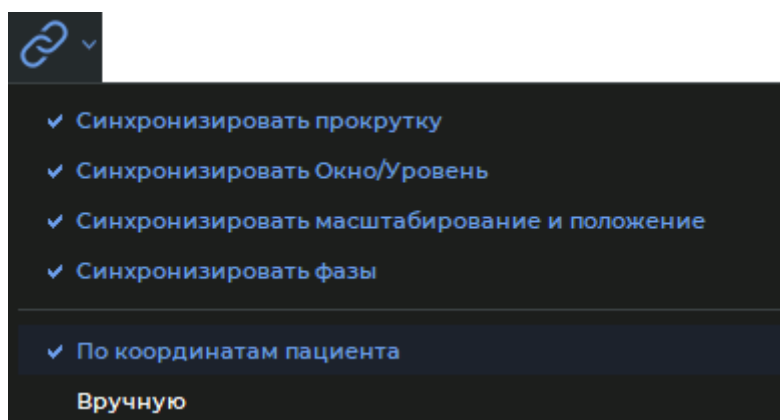 Синхронизировать прокрутку
Синхронизировать Окно/Уровень
Синхронизировать масштабирование и положение
Синхронизировать фазы
По координатам пациента
Вручную